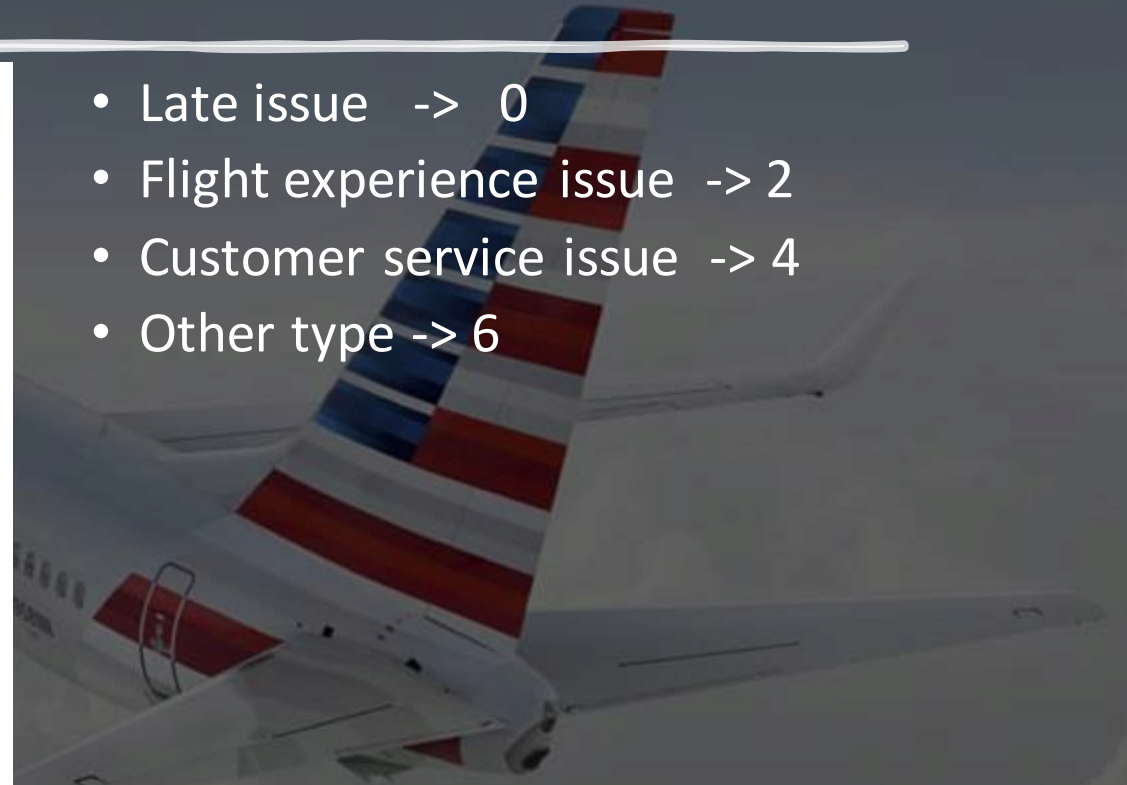 • Late issue -> 0
• Flight experience issue -> 2
• Customer service issue -> 4
• Other type -> 6